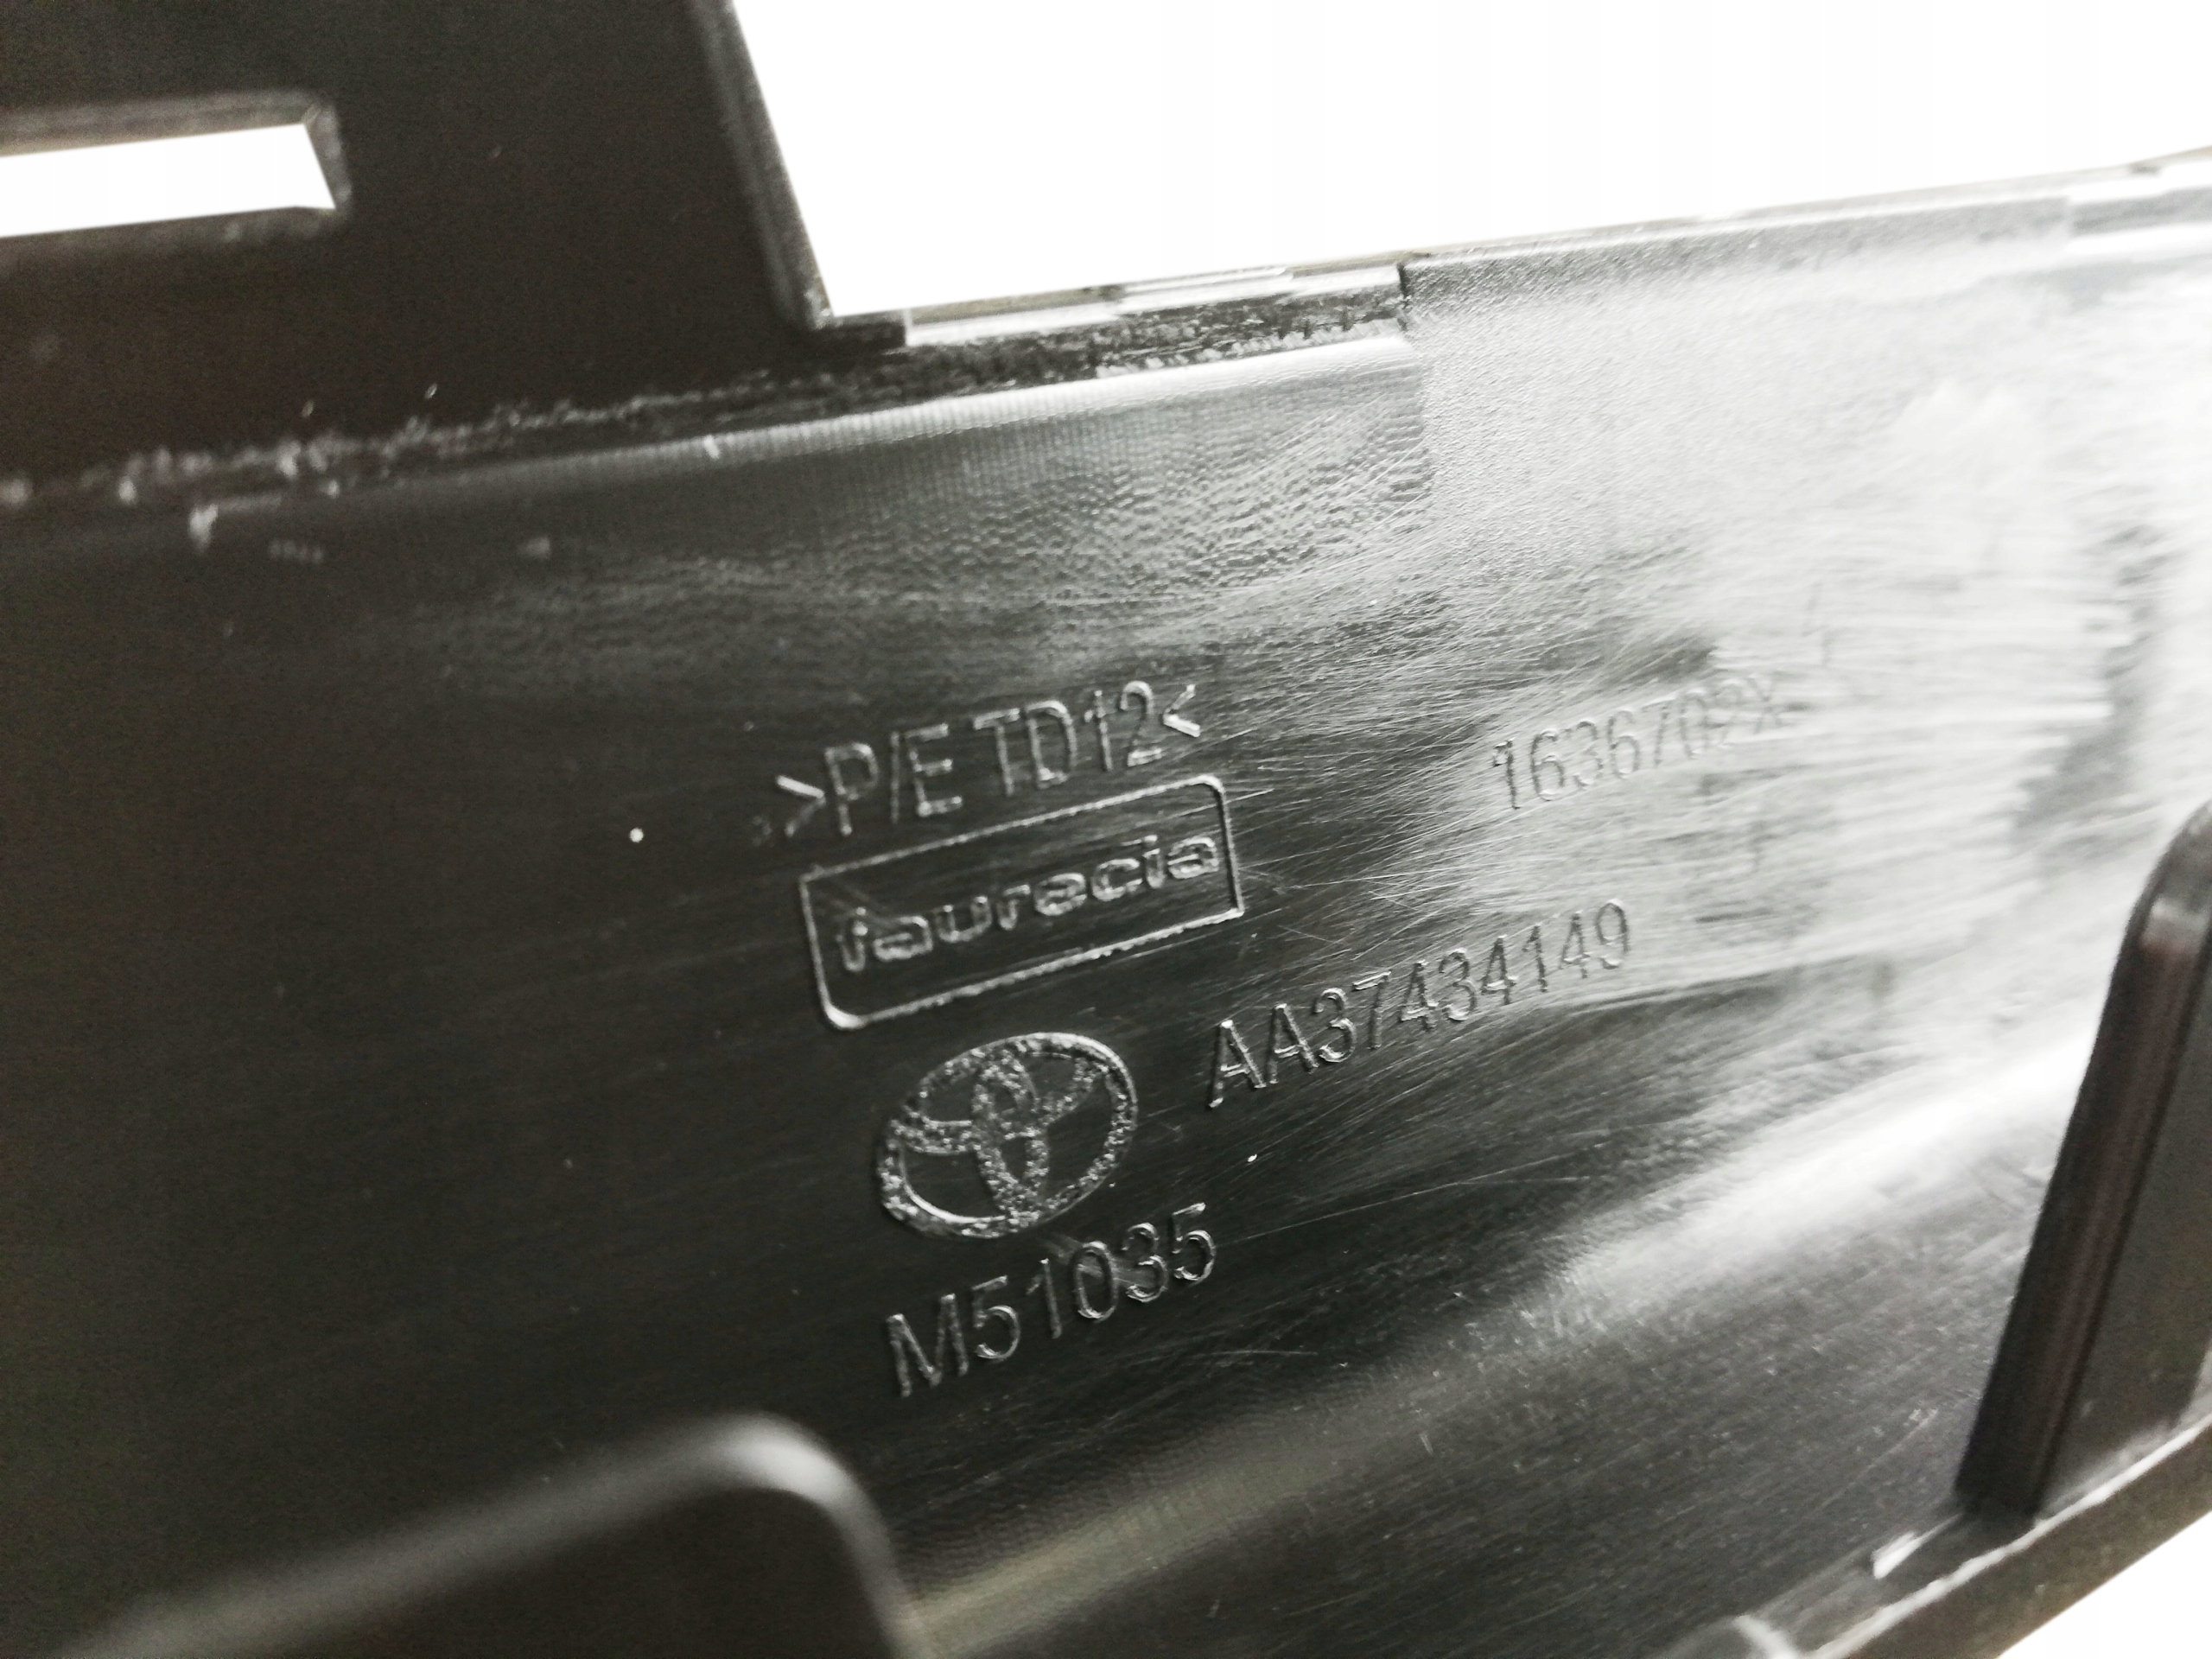 >P/E TD12<
faurecia
1636702X
AA37434149
M51035